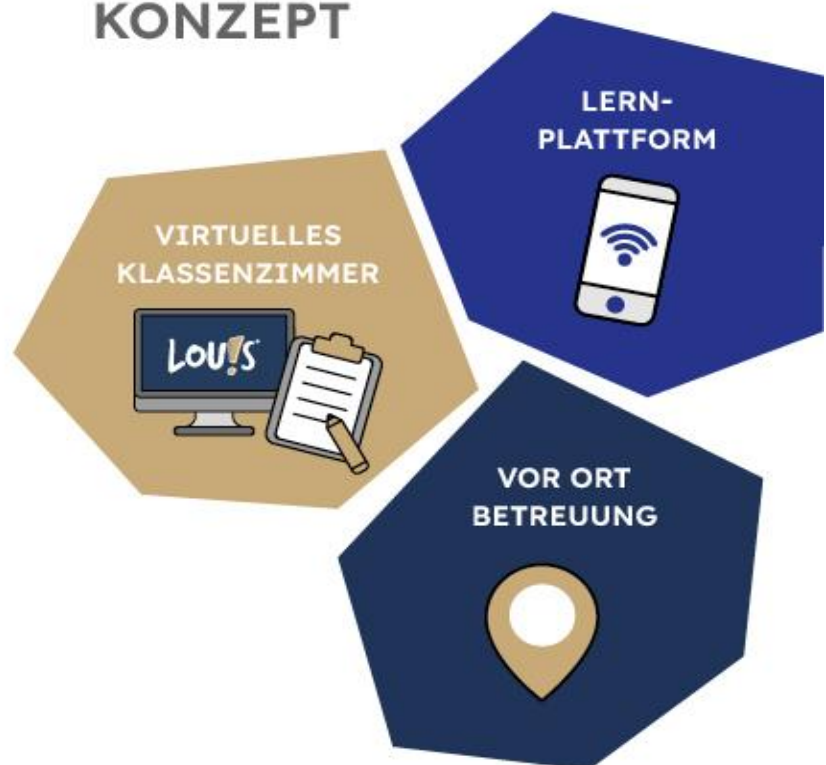 KONZEPT
LERN-
PLATTFORM
VIRTUELLES
KLASSENZIMMER
LOU!S
VOR ORT
BETREUUNG